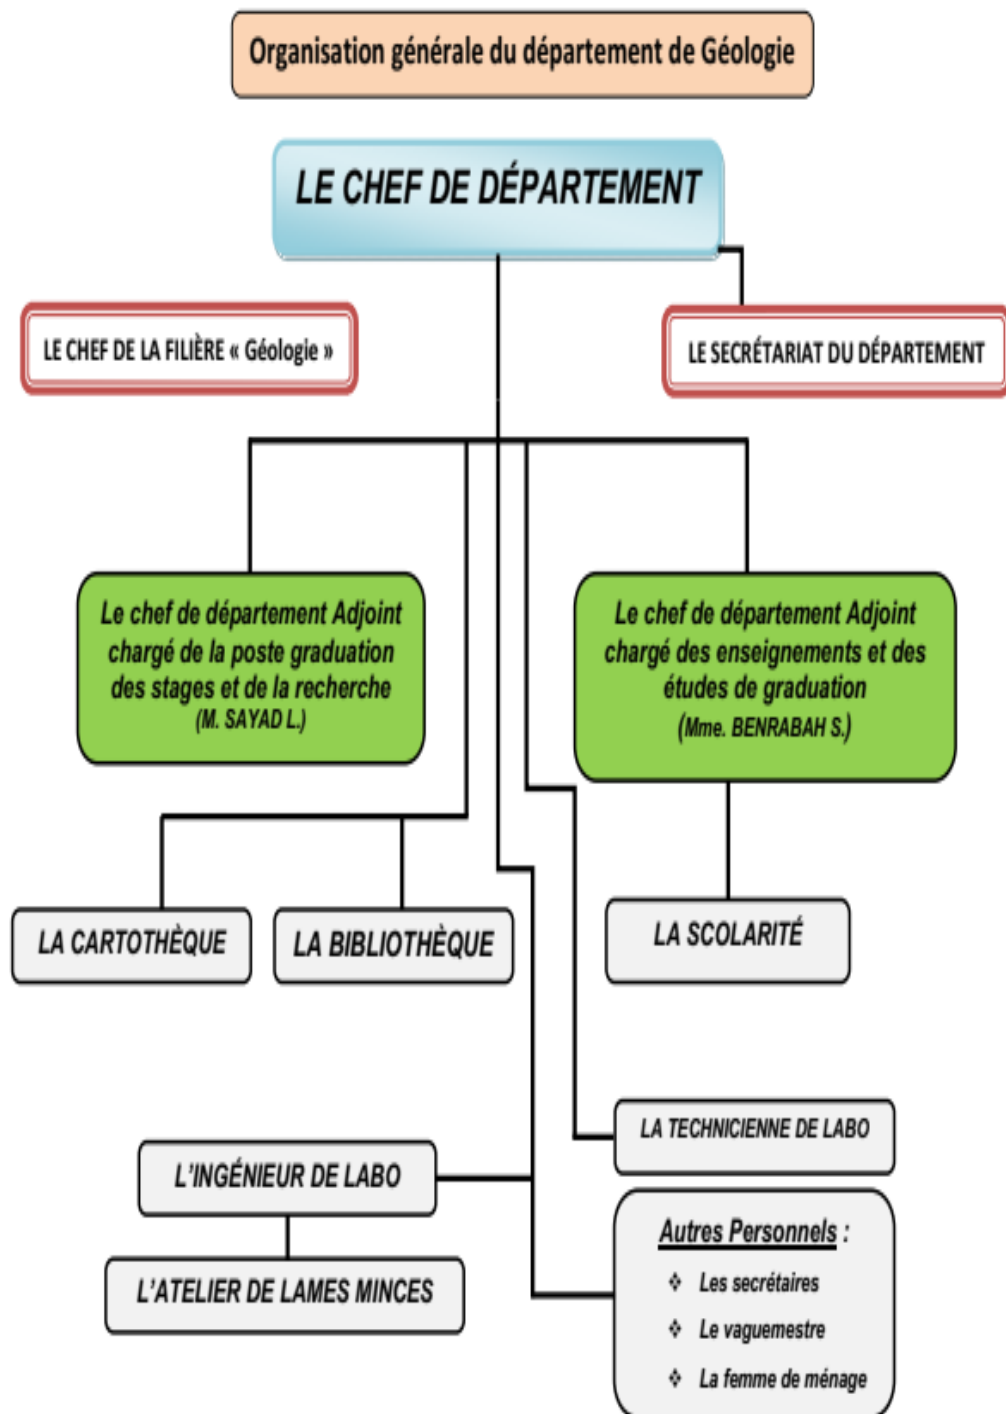 Organisation générale du département de Géologie
LE CHEF DE DÉPARTEMENT
LE CHEF DE LA FILIÈRE « Géologie »
LE SECRÉTARIAT DU DÉPARTEMENT
Le chef de département Adjoint
chargé de la poste graduation
des stages et de la recherche
(M. SAYAD L.)
Le chef de département Adjoint
chargé des enseignements et des
études de graduation
(Mme. BENRABAH S.)
LA CARTOTHÈQUE
LA BIBLIOTHÈQUE
LA SCOLARITÉ
LA TECHNICIENNE DE LABO
L'INGÉNIEUR DE LABO
L'ATELIER DE LAMES MINCES
Autres Personnels :
❖ Les secrétaires
❖ Le vaguemestre
❖ La femme de ménage